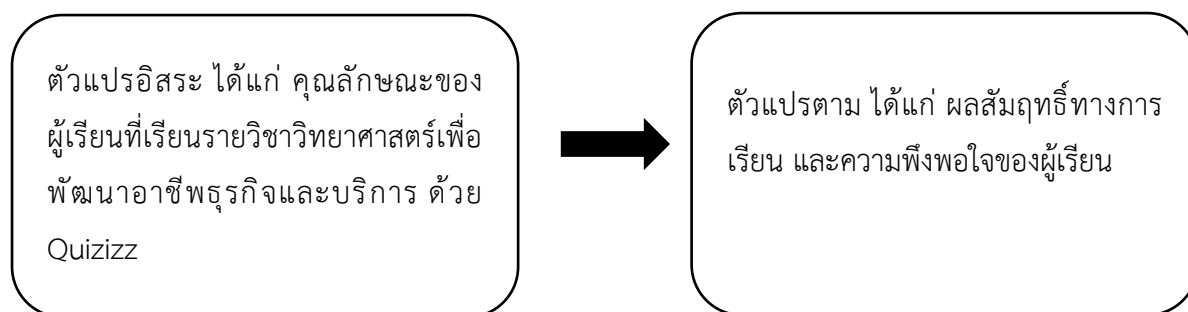 ตัวแปรอิสระ ได้แก่ คุณลักษณะของ
ผู้เรียนที่เรียนรายวิชาวิทยาศาสตร์เพื่อ
พัฒนาอาชีพธุรกิจและบริการ ด้วย
Quizizz
ตัวแปรตาม ได้แก่ ผลสัมฤทธิ์ทางการ
เรียน และความพึงพอใจของผู้เรียน